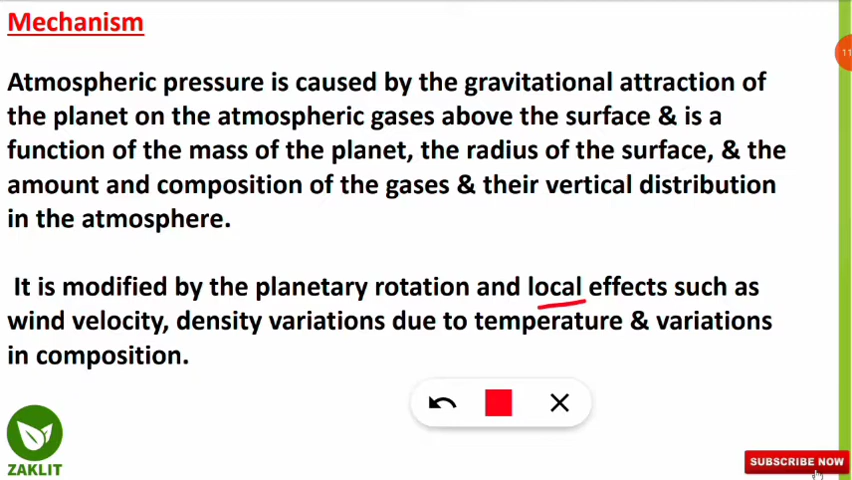 Mechanism
Atmospheric pressure is caused by the gravitational attraction of
the planet on the atmospheric gases above the surface & is a
function of the mass of the planet, the radius of the surface, & the
amount and composition of the gases & their vertical distribution
in the atmosphere.
It is modified by the planetary rotation and local effects such as
wind velocity, density variations due to temperature & variations
in composition.
ZAKLIT
SUBSCRIBE NOW